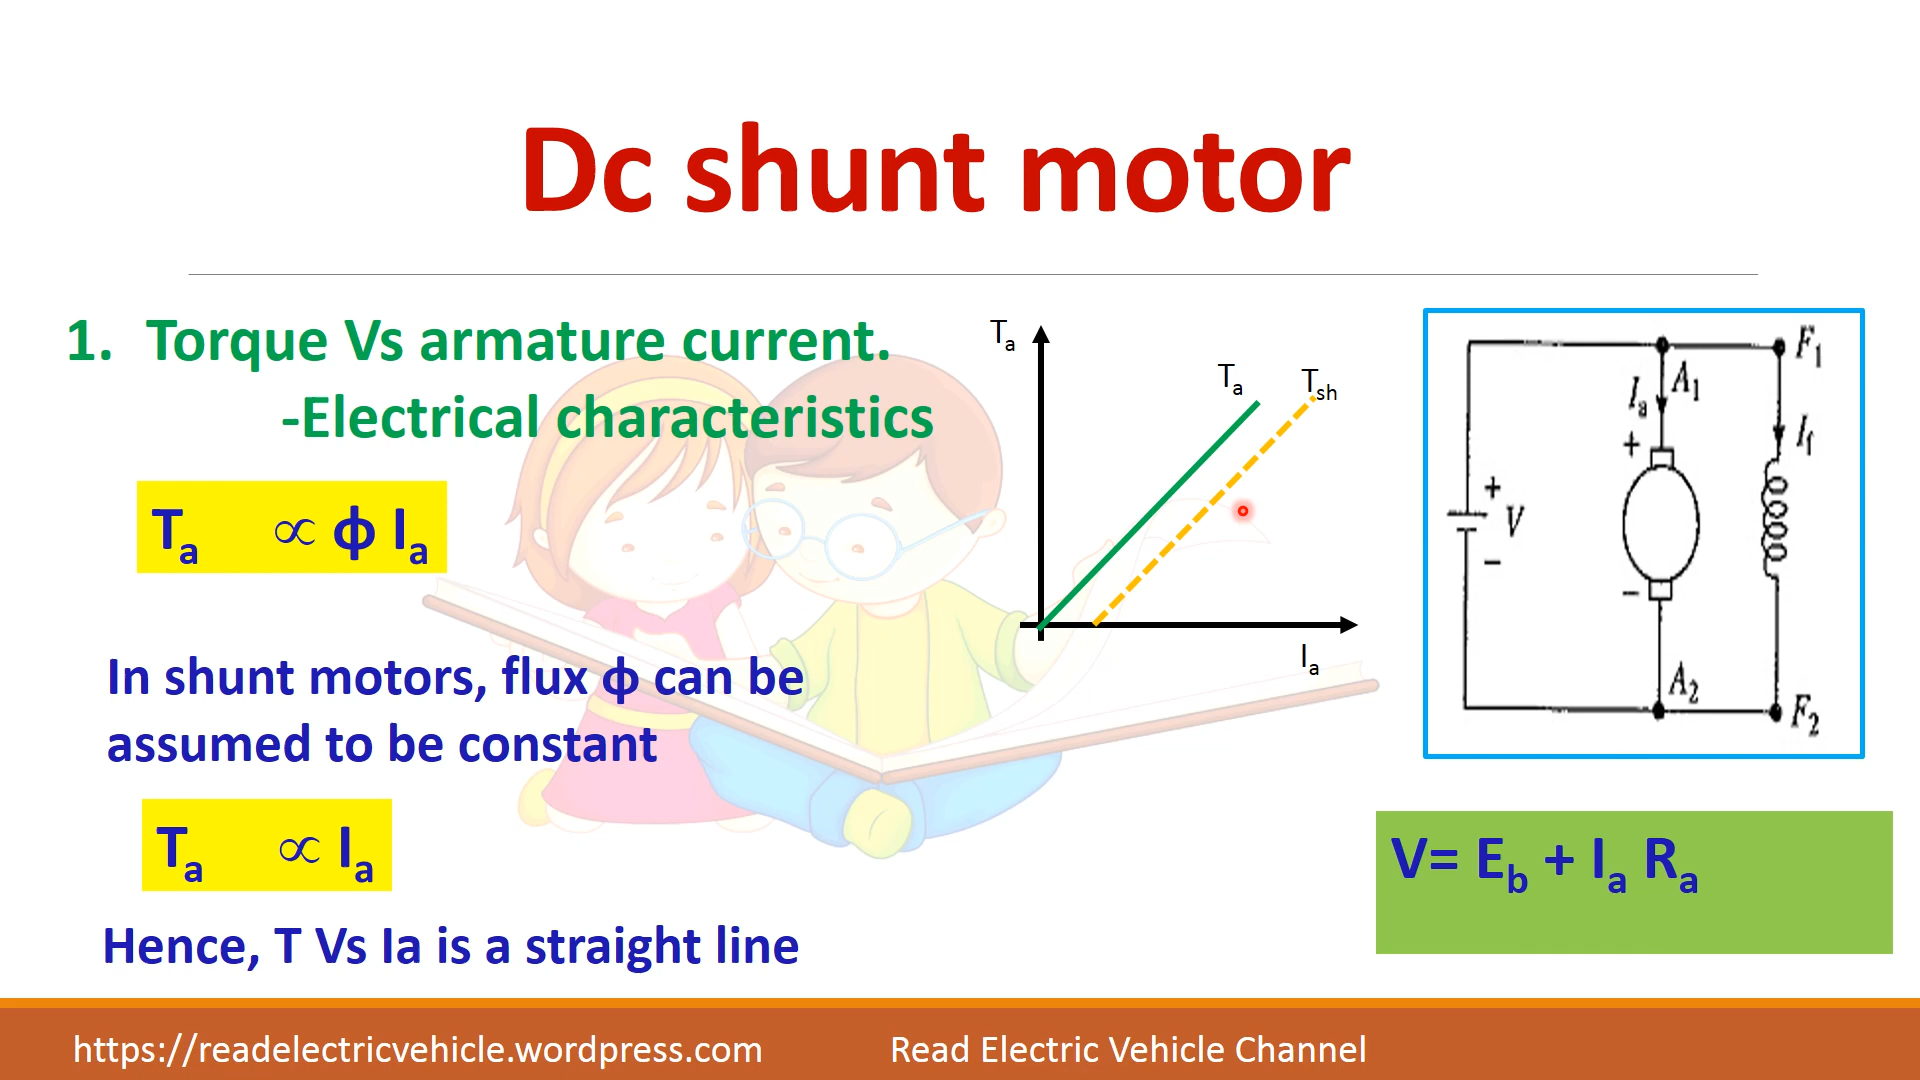 Dc shunt motor
1. Torque Vs armature current.
-Electrical characteristics
Ta ∝ ф Ia
In shunt motors, flux ф can be
assumed to be constant
Ta ∝ Ia
Hence, T Vs Ia is a straight line
Ta
Ta
Tsh
Ia
F1
A1
Ia
+
If
+
V
−
−
A2
F2
V= Eb + Ia Ra
https://readelectricvehicle.wordpress.com
Read Electric Vehicle Channel